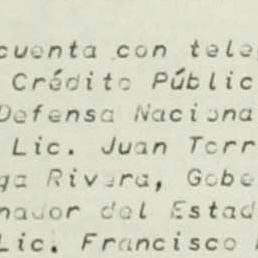 cuenta con tele
Crédito Públic
Defensa Naciona
Lic. Juan Torr
ga Rivera, Gobe
nador del Estad
Lic. Francisco